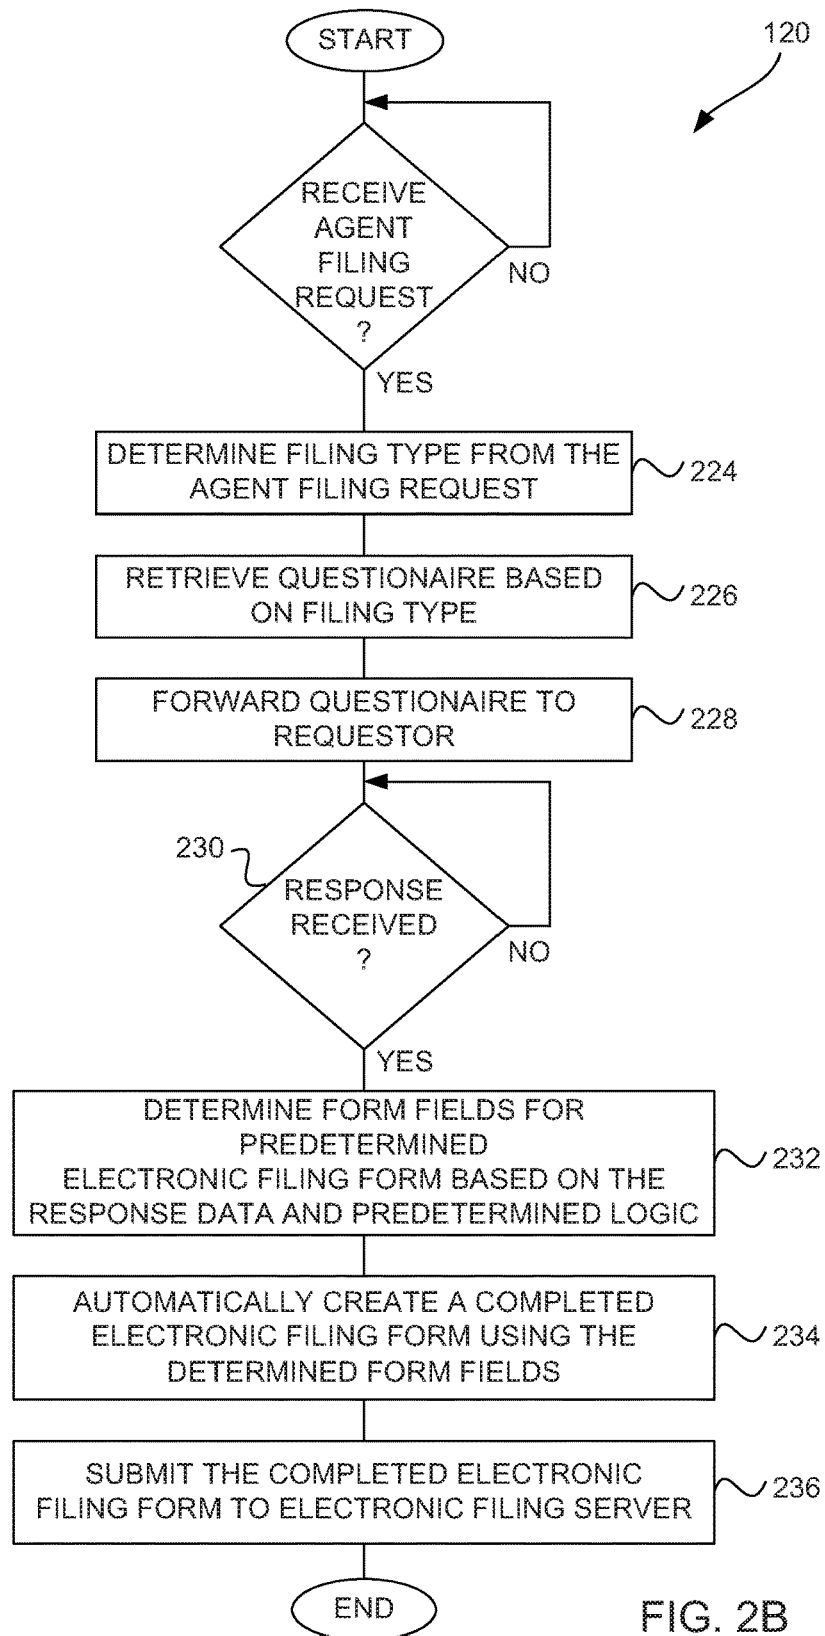 START
120
RECEIVE
AGENT
FILING
REQUEST
?
NO
YES
DETERMINE FILING TYPE FROM THE
AGENT FILING REQUEST
224
RETRIEVE QUESTIONAIRE BASED
ON FILING TYPE
226
FORWARD QUESTIONAIRE TO
REQUESTOR
228
230
RESPONSE
RECEIVED
?
NO
YES
DETERMINE FORM FIELDS FOR
PREDETERMINED
ELECTRONIC FILING FORM BASED ON THE
RESPONSE DATA AND PREDETERMINED LOGIC
232
AUTOMATICALLY CREATE A COMPLETED
ELECTRONIC FILING FORM USING THE
DETERMINED FORM FIELDS
234
SUBMIT THE COMPLETED ELECTRONIC
FILING FORM TO ELECTRONIC FILING SERVER
236
END
FIG. 2B